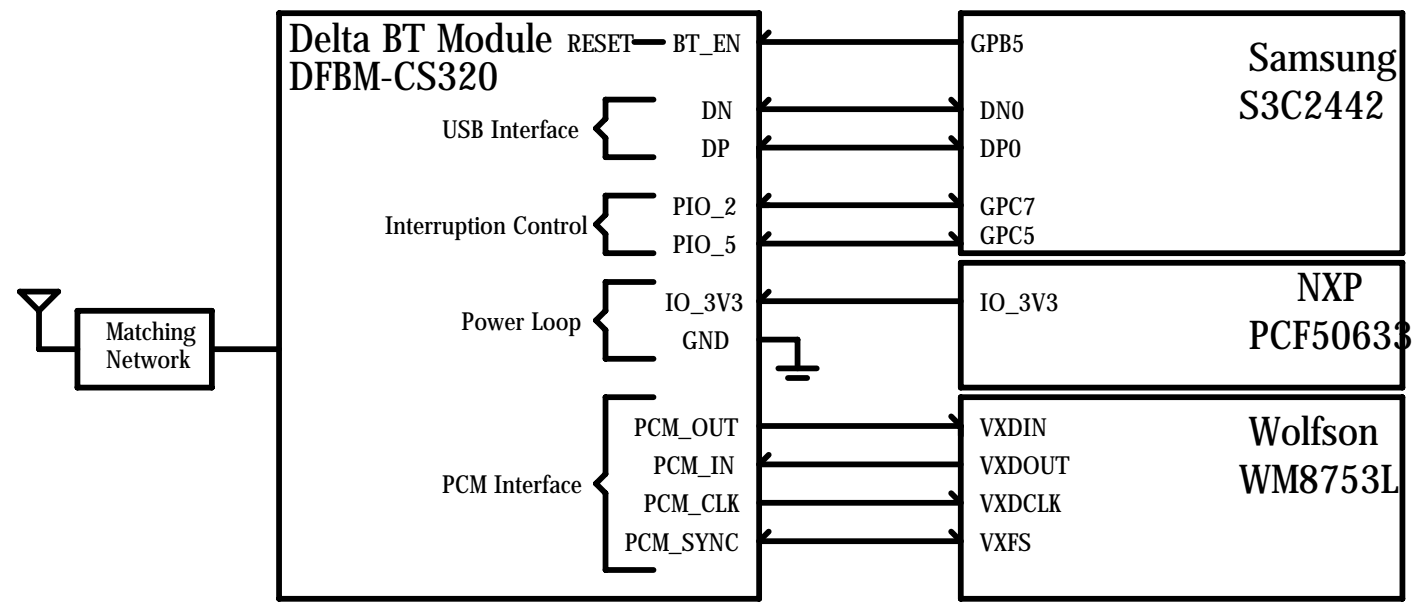 Delta BT Module
DFBM-CS320
RESET BT_EN
USB Interface
DN
DP
Interruption Control
PIO_2
PIO_5
Power Loop
IO_3V3
GND
PCM Interface
PCM_OUT
PCM_IN
PCM_CLK
PCM_SYNC
Matching
Network
GPB5
DN0
DP0
GPC7
GPC5
Samsung
S3C2442
IO_3V3
NXP
PCF50633
VXDIN
VXDOUT
VXDCLK
VXFS
Wolfson
WM8753L